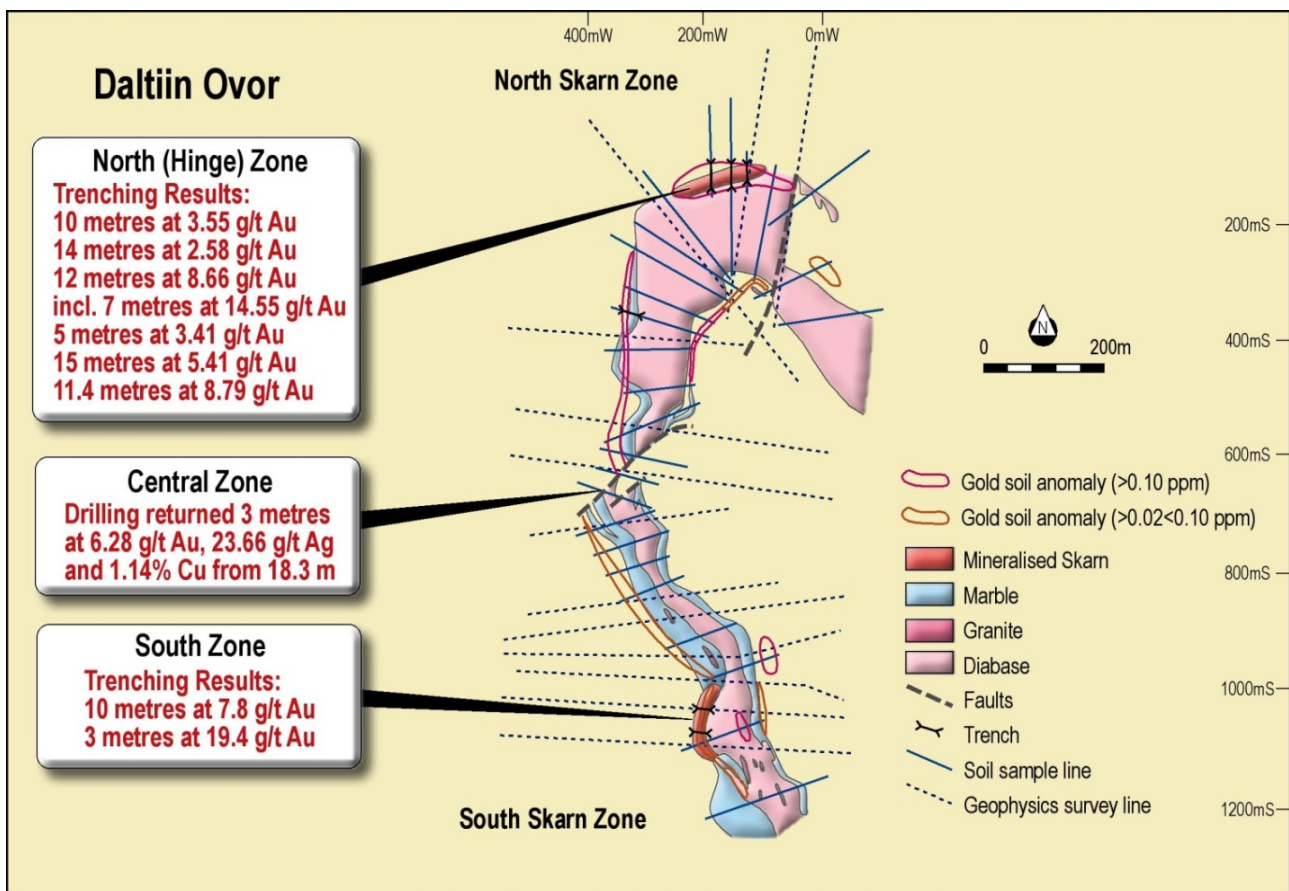 400mW
200mW
0mW
Daltiin Ovor
North Skarn Zone
North (Hinge) Zone
Trenching Results:
10 metres at 3.55 g/t Au
14 metres at 2.58 g/t Au
12 metres at 8.66 g/t Au
incl. 7 metres at 14.55 g/t Au
5 metres at 3.41 g/t Au
15 metres at 5.41 g/t Au
11.4 metres at 8.79 g/t Au
200mS
N
0
200m
400mS
Central Zone
Drilling returned 3 metres
at 6.28 g/t Au, 23.66 g/t Ag
and 1.14% Cu from 18.3 m
600mS
Gold soil anomaly (>0.10 ppm)
Gold soil anomaly (>0.02<0.10 ppm)
Mineralised Skarn
800mS
Marble
Granite
Diabase
South Zone
Trenching Results:
10 metres at 7.8 g/t Au
3 metres at 19.4 g/t Au
1000mS
Faults
Trench
Soil sample line
Geophysics survey line
1200mS
South Skarn Zone